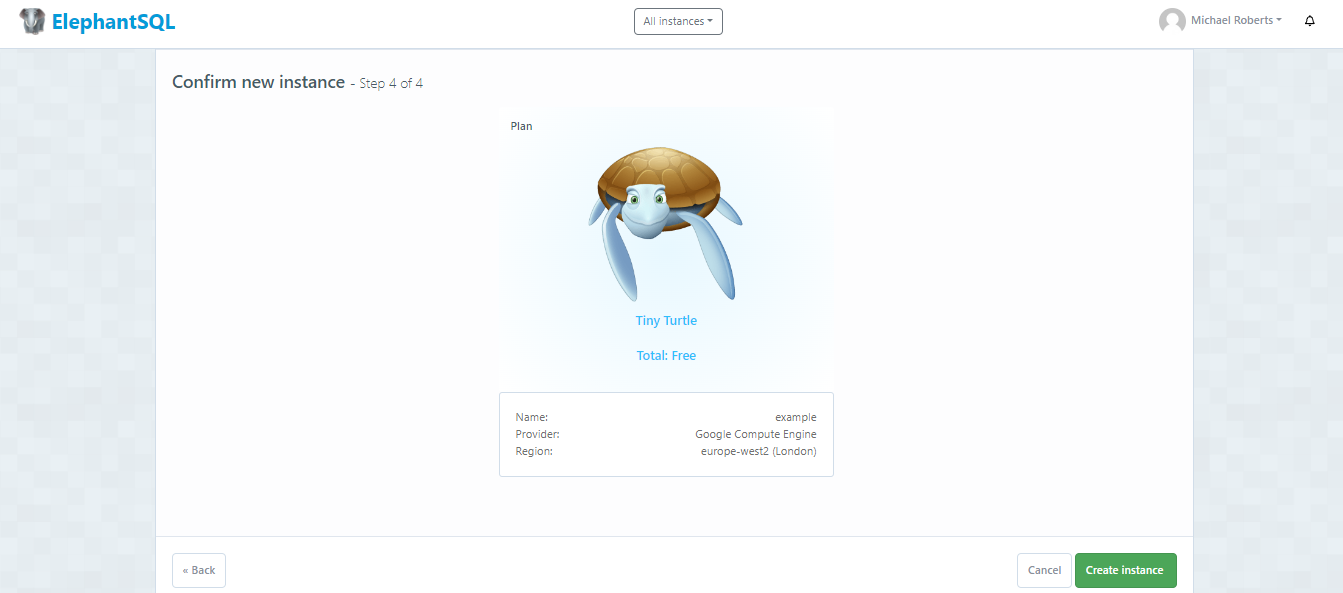 ElephantSQL
All instances
Michael Roberts
Confirm new instance - Step 4 of 4
Plan
Tiny Turtle
Total: Free
Name: example
Provider: Google Compute Engine
Region: europe-west2 (London)
« Back
Cancel
Create instance